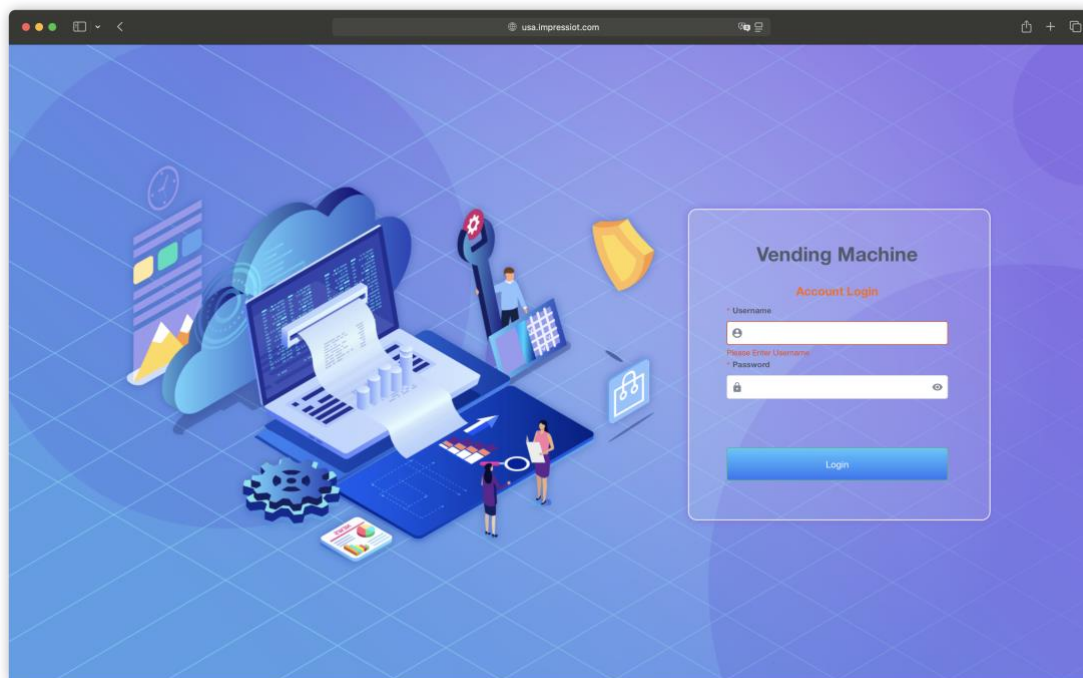 usa.impressiot.com
Vending Machine
Account Login
* Username
Please Enter Username
* Password
Login